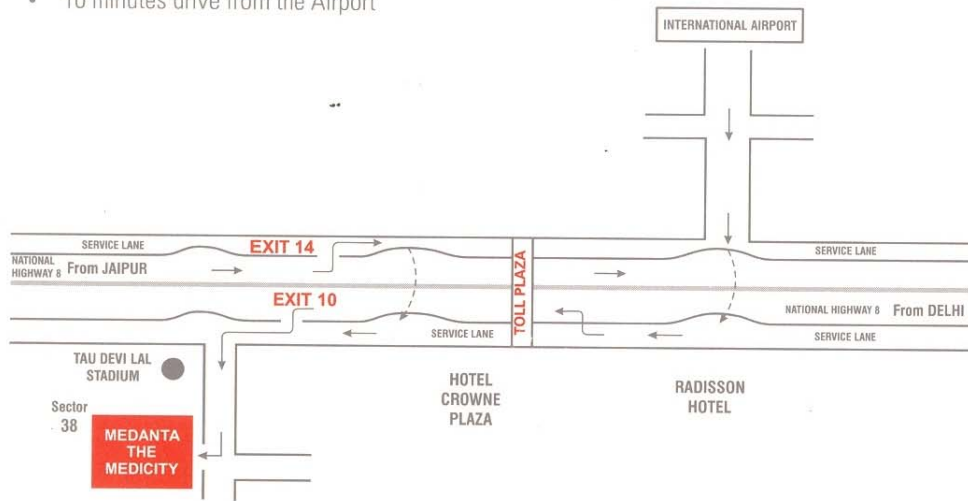 10 minutes drive from the Airport
INTERNATIONAL AIRPORT
SERVICE LANE
EXIT 14
SERVICE LANE
NATIONAL
HIGHWAY 8
From JAIPUR
TOLL PLAZA
EXIT 10
NATIONAL HIGHWAY 8
From DELHI
SERVICE LANE
SERVICE LANE
TAU DEVI LAL
STADIUM
HOTEL
CROWNE
PLAZA
RADISSON
HOTEL
Sector
38
MEDANTA
THE
MEDICITY